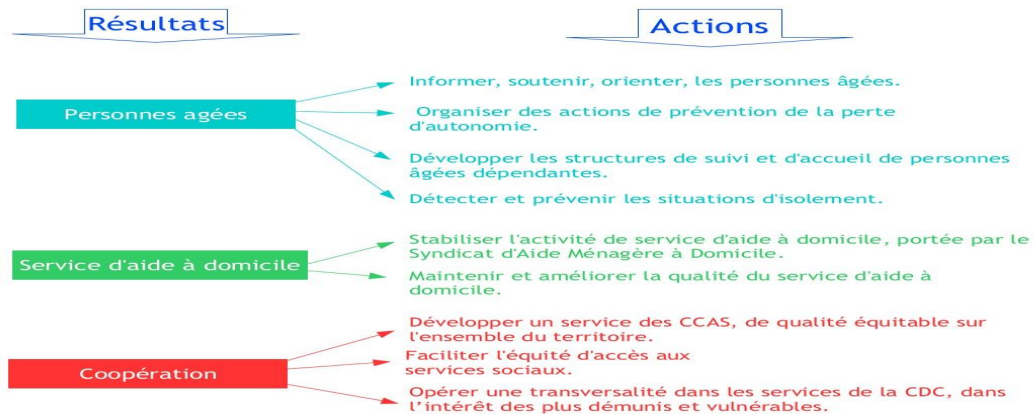 Résultats
Actions
Personnes agées
Informer, soutenir, orienter, les personnes âgées.
Organiser des actions de prévention de la perte
d'autonomie.
Développer les structures de suivi et d'accueil de personnes
âgées dépendantes.
Détecter et prévenir les situations d'isolement.
Service d'aide à domicile
Stabiliser l'activité de service d'aide à domicile, portée par le
Syndicat d'Aide Ménagère à Domicile.
Maintenir et améliorer la qualité du service d'aide à
domicile.
Coopération
Développer un service des CCAS, de qualité équitable sur
l'ensemble du territoire.
Faciliter l'équité d'accès aux
services sociaux.
Opérer une transversalité dans les services de la CDC, dans
l’intérêt des plus démunis et vulnérables.